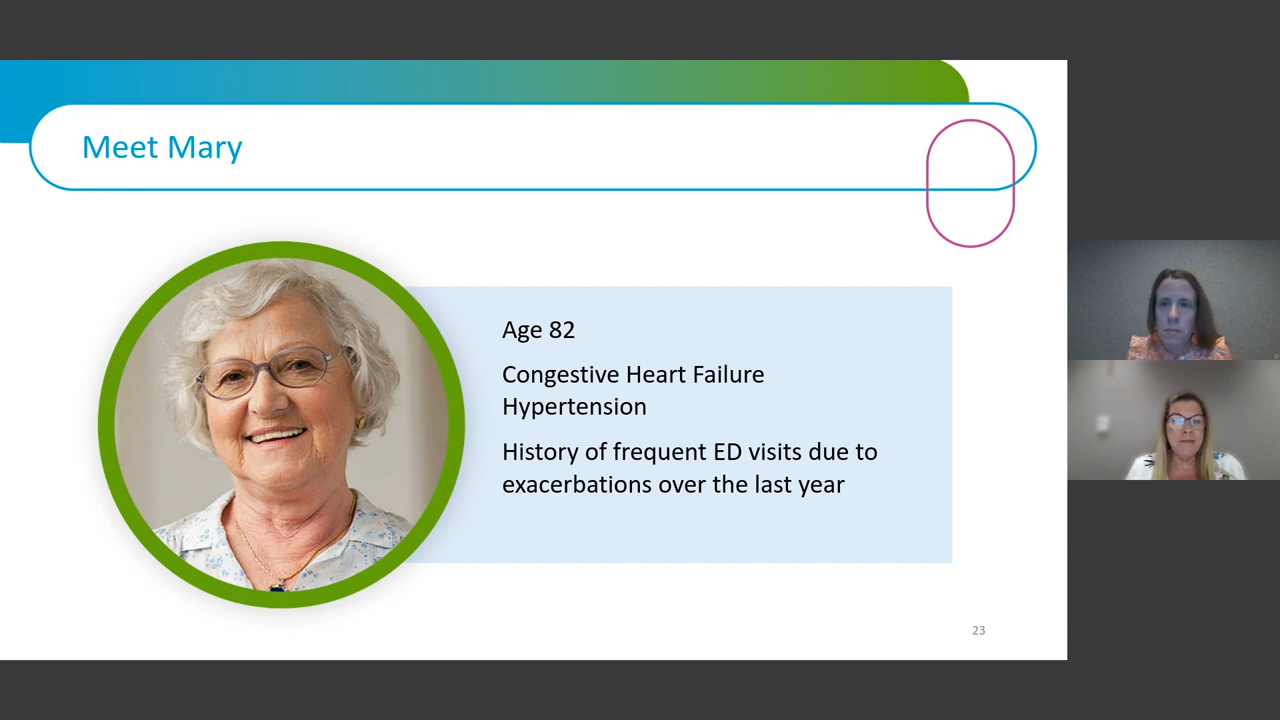 Meet Mary
Age 82
Congestive Heart Failure
Hypertension
History of frequent ED visits due to
exacerbations over the last year
23